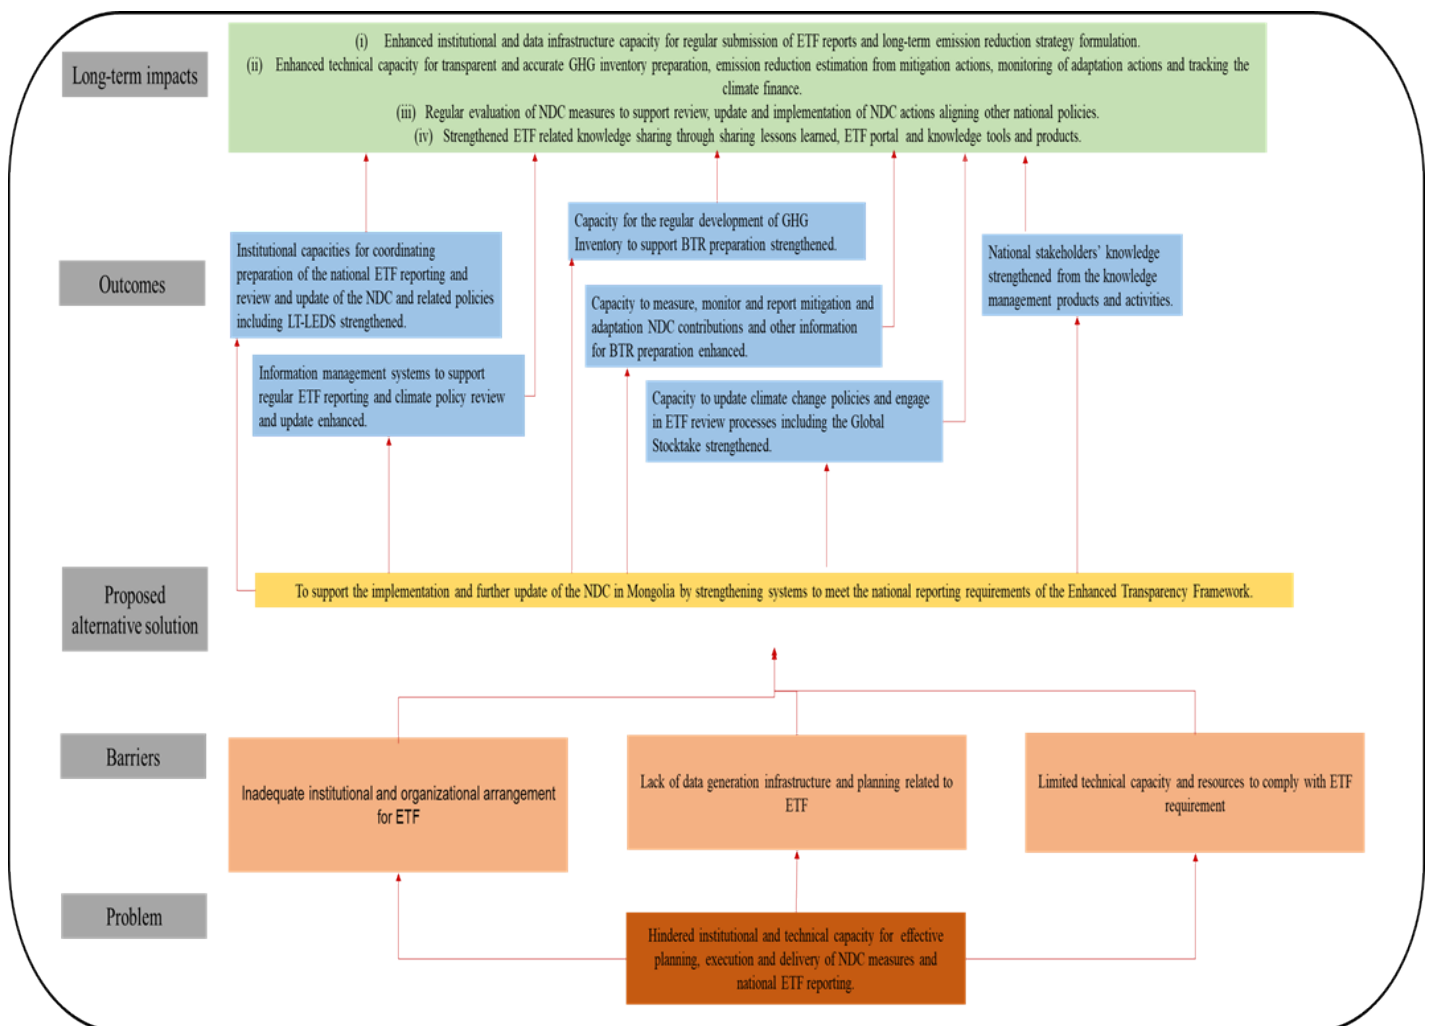 Long-term impacts
(i) Enhanced institutional and data infrastructure capacity for regular submission of ETF reports and long-term emission reduction strategy formulation.
(ii) Enhanced technical capacity for transparent and accurate GHG inventory preparation, emission reduction estimation from mitigation actions, monitoring of adaptation actions and tracking the
climate finance.
(iii) Regular evaluation of NDC measures to support review, update and implementation of NDC actions aligning other national policies.
(iv) Strengthened ETF related knowledge sharing through sharing lessons learned, ETF portal and knowledge tools and products.
Outcomes
Institutional capacities for coordinating
preparation of the national ETF reporting and
review and update of the NDC and related policies
including LT-LEDS strengthened.
Information management systems to support
regular ETF reporting and climate policy review
and update enhanced.
Capacity for the regular development of GHG
Inventory to support BTR preparation strengthened.
Capacity to measure, monitor and report mitigation and
adaptation NDC contributions and other information
for BTR preparation enhanced.
Capacity to update climate change policies and engage
in ETF review processes including the Global
Stocktake strengthened.
National stakeholders' knowledge
strengthened from the knowledge
management products and activities.
Proposed
alternative solution
To support the implementation and further update of the NDC in Mongolia by strengthening systems to meet the national reporting requirements of the Enhanced Transparency Framework.
Barriers
Inadequate institutional and organizational arrangement
for ETF
Lack of data generation infrastructure and planning related to
ETF
Limited technical capacity and resources to comply with ETF
requirement
Problem
Hindered institutional and technical capacity for effective
planning, execution and delivery of NDC measures and
national ETF reporting.